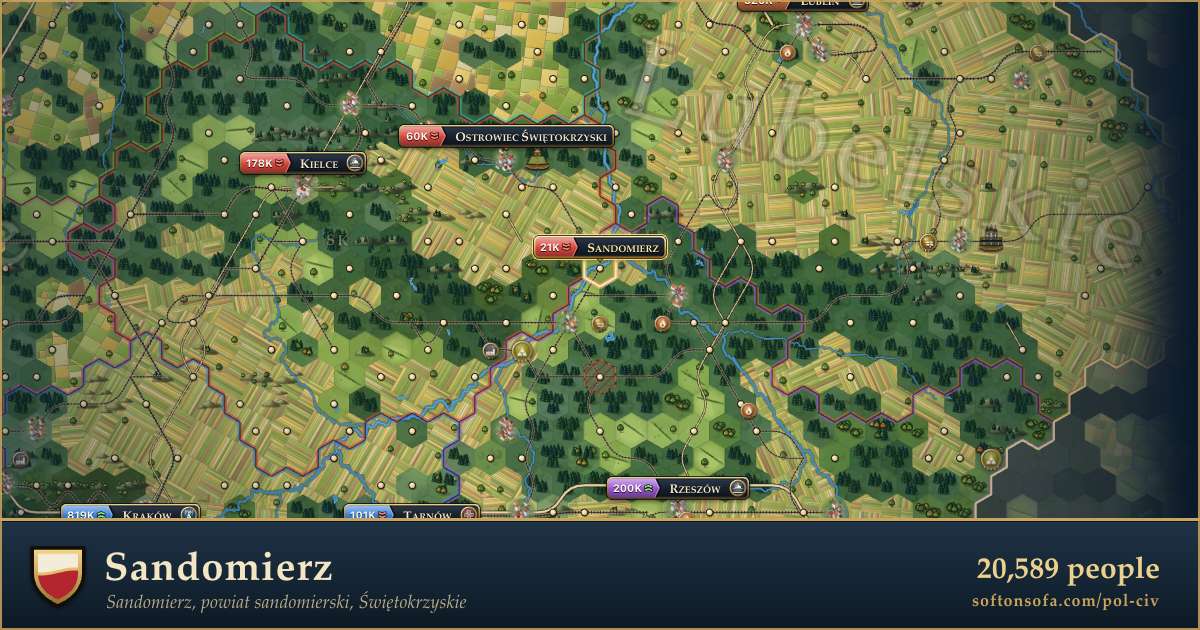 LUBLIN
Lubelskie
60K OSTROWIEC ŚWIĘTOKRZYSKI
178K KIELCE
21K SANDOMIERZ
200K RZESZÓW
819K KRAKÓW
101K TARNÓW
Sandomierz
20,589 people
Sandomierz, powiat sandomierski, Świętokrzyskie
softonsofa.com/pol-civ